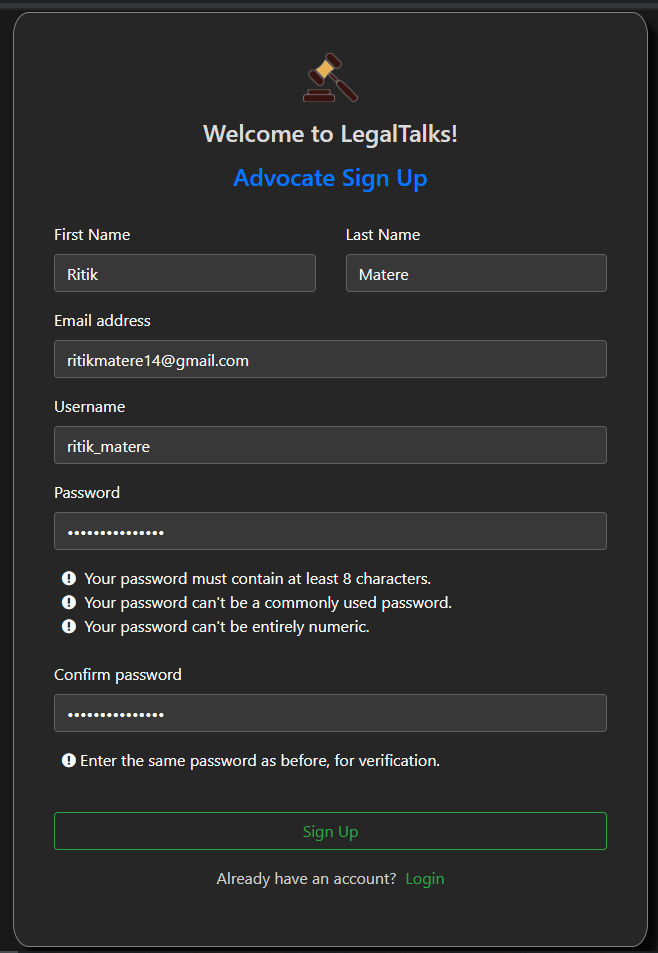 Welcome to LegalTalks!
Advocate Sign Up
First Name Last Name
Ritik Matere
Email address
ritikmatere14@gmail.com
Username
ritik_matere
Password
•••••••••••••••
Your password must contain at least 8 characters.
Your password can't be a commonly used password.
Your password can't be entirely numeric.
Confirm password
•••••••••••••••
Enter the same password as before, for verification.
Sign Up
Already have an account? Login